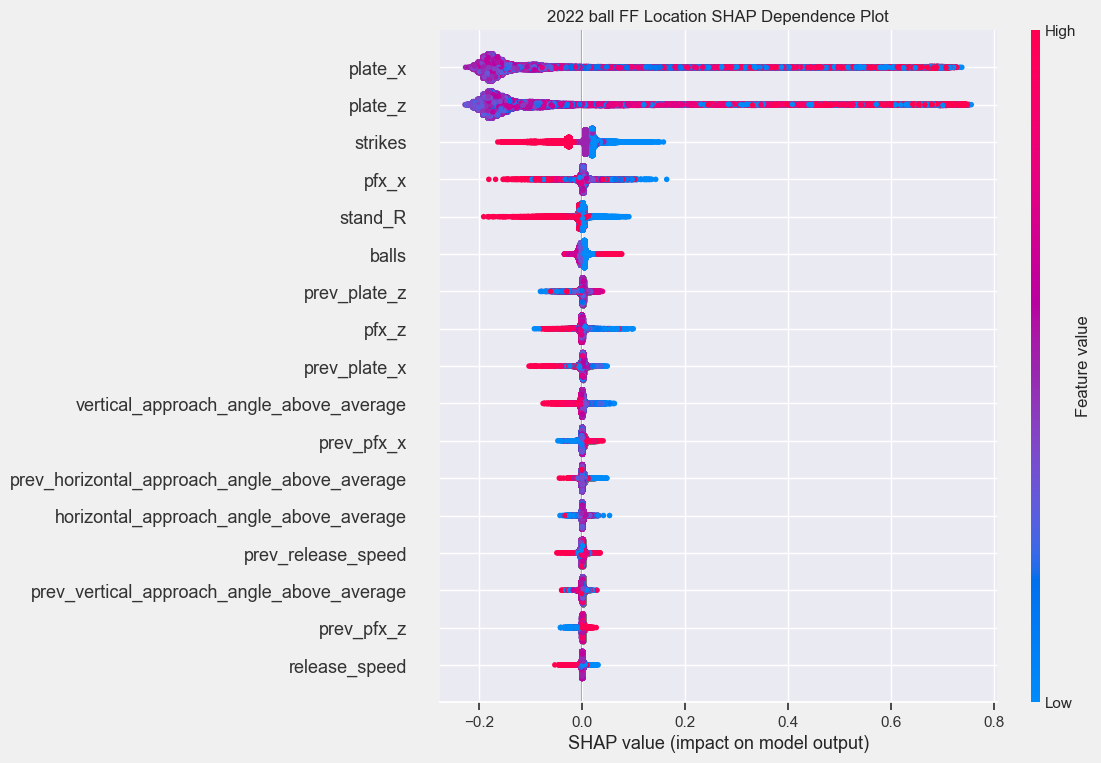 2022 ball FF Location SHAP Dependence Plot
High
plate_x
plate_z
strikes
pfx_x
stand_R
balls
prev_plate_z
pfx_z
prev_plate_x
vertical_approach_angle_above_average
prev_pfx_x
prev_horizontal_approach_angle_above_average
horizontal_approach_angle_above_average
prev_release_speed
prev_vertical_approach_angle_above_average
prev_pfx_z
release_speed
Feature value
Low
−0.2 0.0 0.2 0.4 0.6 0.8
SHAP value (impact on model output)